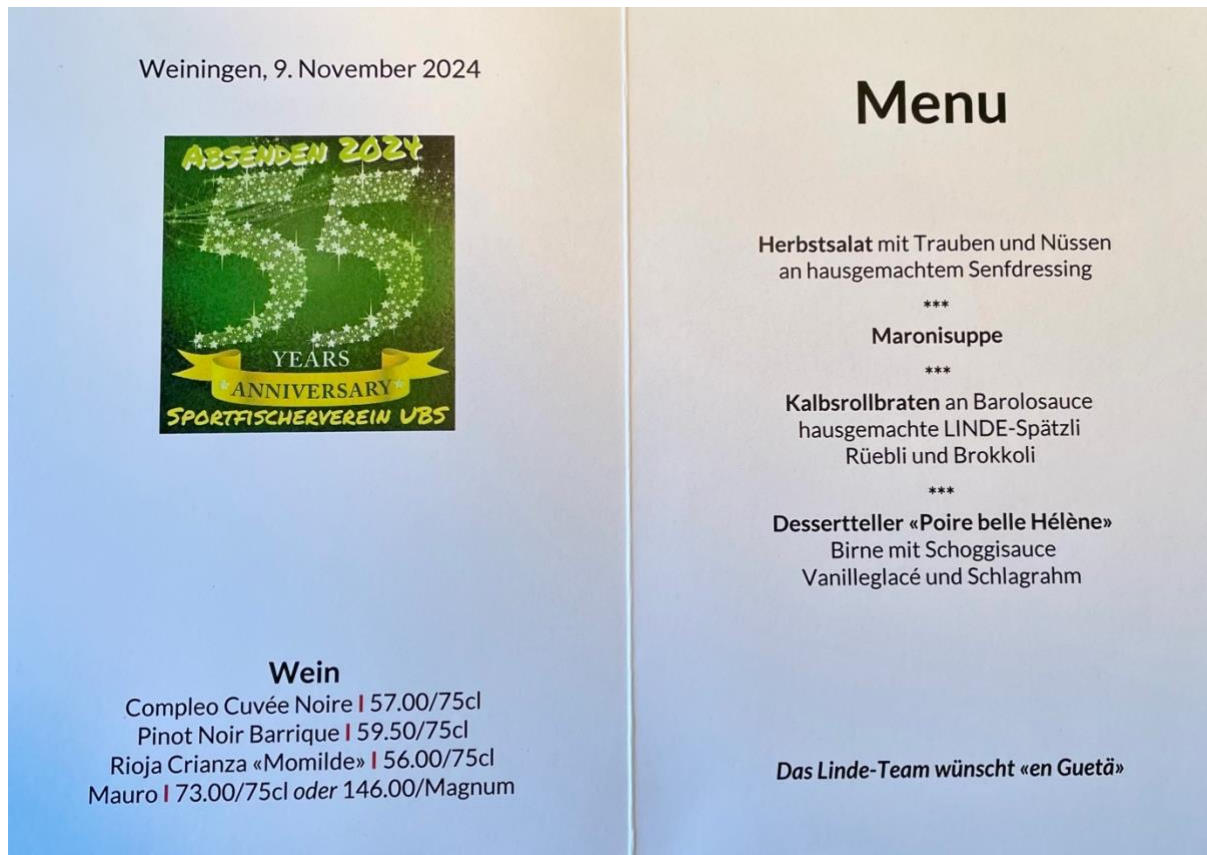 Weiningen, 9. November 2024
ABSENDEN 2024
55
YEARS
ANNIVERSARY
SPORTFISCHERVEREIN UBS
Wein
Compleo Cuvée Noire I 57.00/75cl
Pinot Noir Barrique I 59.50/75cl
Rioja Crianza «Momilde» I 56.00/75cl
Mauro I 73.00/75cl oder 146.00/Magnum
Menu
Herbstsalat mit Trauben und Nüssen
an hausgemachtem Senfdressing
***
Maronisuppe
***
Kalbsrollbraten an Barolosauce
hausgemachte LINDE-Spätzli
Rüebli und Brokkoli
***
Dessertteller «Poire belle Hélène»
Birne mit Schoggisauce
Vanilleglacé und Schlagrahm
Das Linde-Team wünscht «en Guetä»